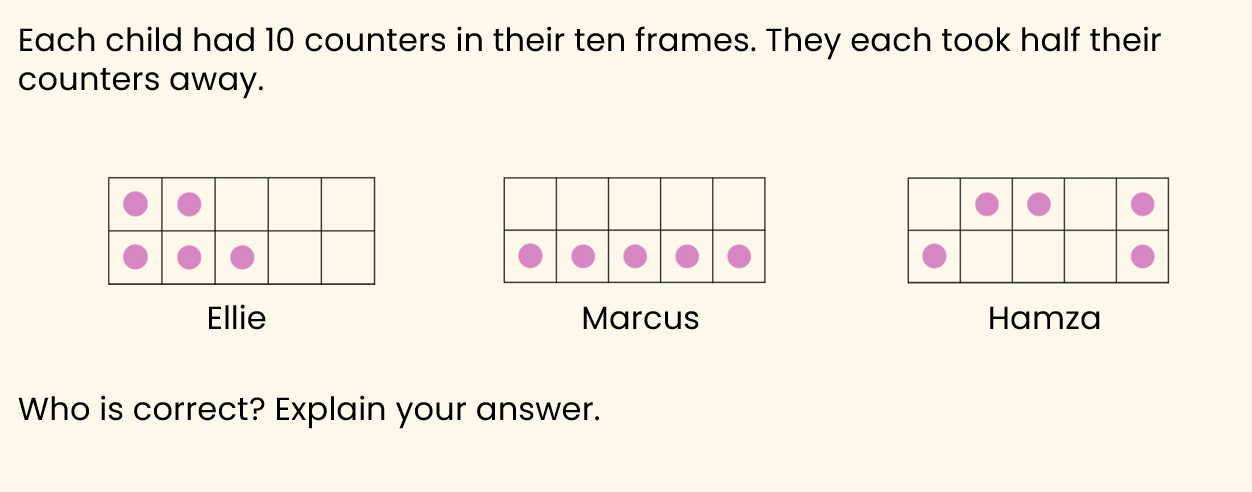 Each child had 10 counters in their ten frames. They each took half their
counters away.
Ellie
Marcus
Hamza
Who is correct? Explain your answer.